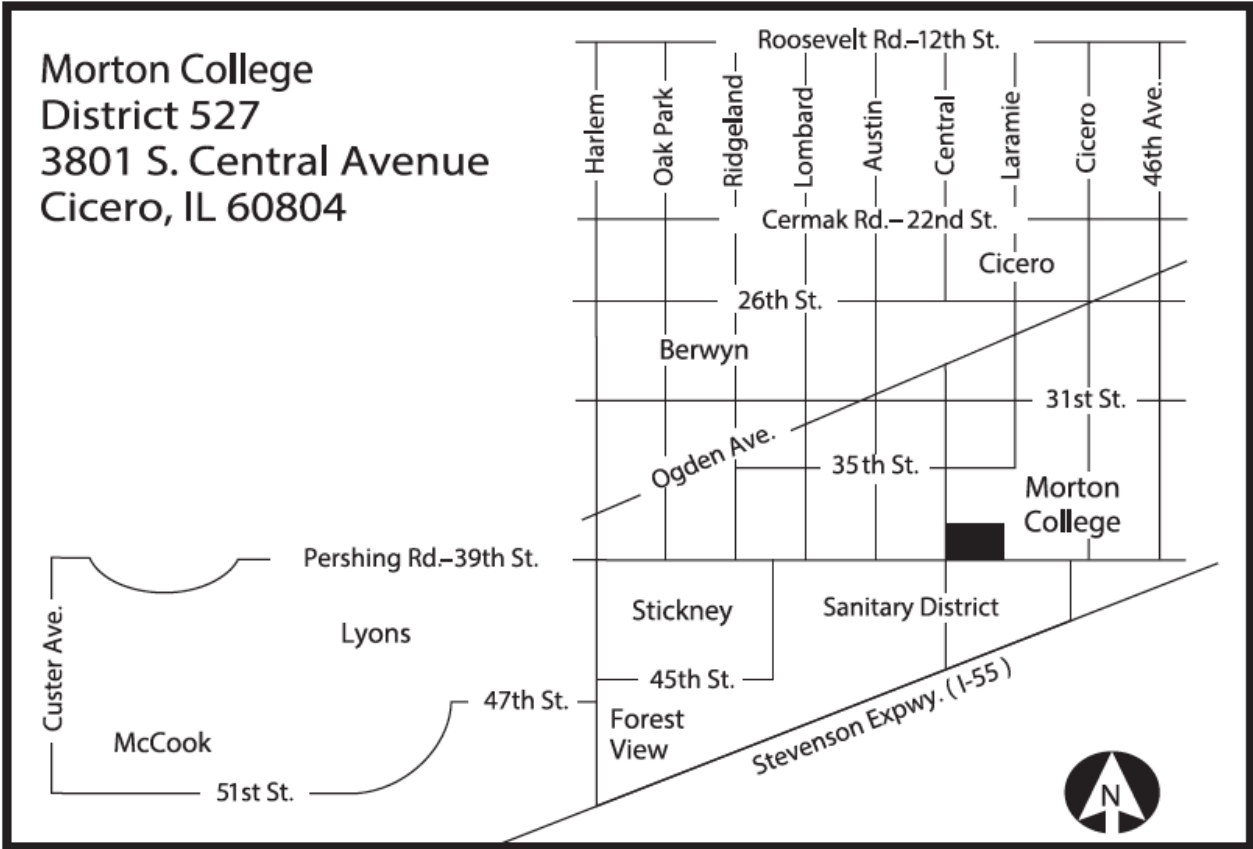 Morton College
District 527
3801 S. Central Avenue
Cicero, IL 60804
Roosevelt Rd.–12th St.
Harlem
Oak Park
Ridgeland
Lombard
Austin
Central
Laramie
Cicero
46th Ave.
Cermak Rd.–22nd St.
Cicero
26th St.
Berwyn
31st St.
Ogden Ave.
35th St.
Morton
College
Pershing Rd.–39th St.
Stickney
Sanitary District
Custer Ave.
Lyons
45th St.
47th St.
Forest
View
Stevenson Expwy. ( I-55 )
McCook
51st St.
N